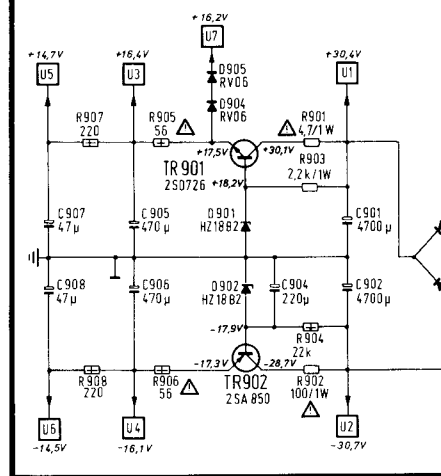 +16,2V
U7
+14,7V
+16,4V
+30,4V
U5
U3
U1
D905
RV06
D904
RV06
R907
220
R905
56
R901
4,7/1W
+17,5V
+30,1V
R903
2,2k/1W
TR901
2SD726
+18,2V
C907
47µ
C905
470µ
D901
HZ18B2
C901
4700µ
C908
47µ
C906
470µ
D902
HZ18B2
C904
220µ
C902
4700µ
-17,9V
R904
22k
-17,3V
-28,7V
R908
220
R906
56
TR902
2SA850
R902
100/1W
U6
U4
U2
-14,5V
-16,1V
-30,7V